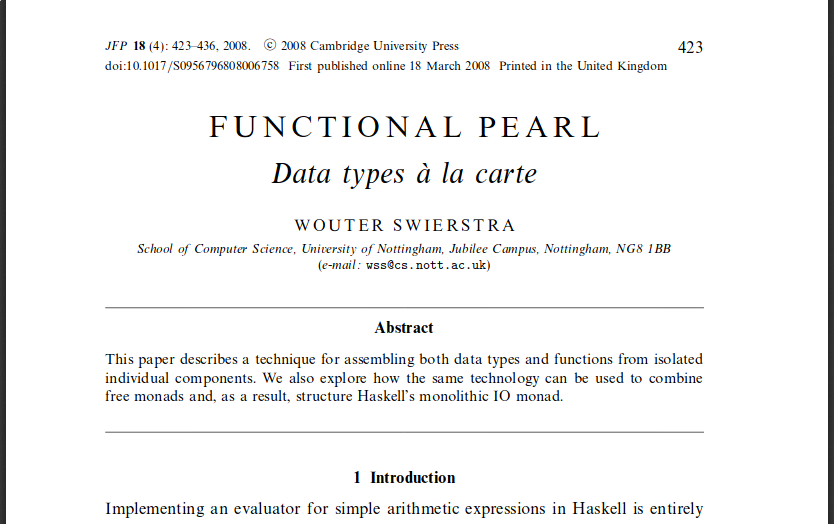 JFP 18 (4): 423–436, 2008. © 2008 Cambridge University Press 423
doi:10.1017/S0956796808006758 First published online 18 March 2008 Printed in the United Kingdom
FUNCTIONAL PEARL
Data types à la carte
WOUTER SWIERSTRA
School of Computer Science, University of Nottingham, Jubilee Campus, Nottingham, NG8 1BB
(e-mail: wss@cs.nott.ac.uk)
Abstract
This paper describes a technique for assembling both data types and functions from isolated
individual components. We also explore how the same technology can be used to combine
free monads and, as a result, structure Haskell's monolithic IO monad.
1 Introduction
Implementing an evaluator for simple arithmetic expressions in Haskell is entirely